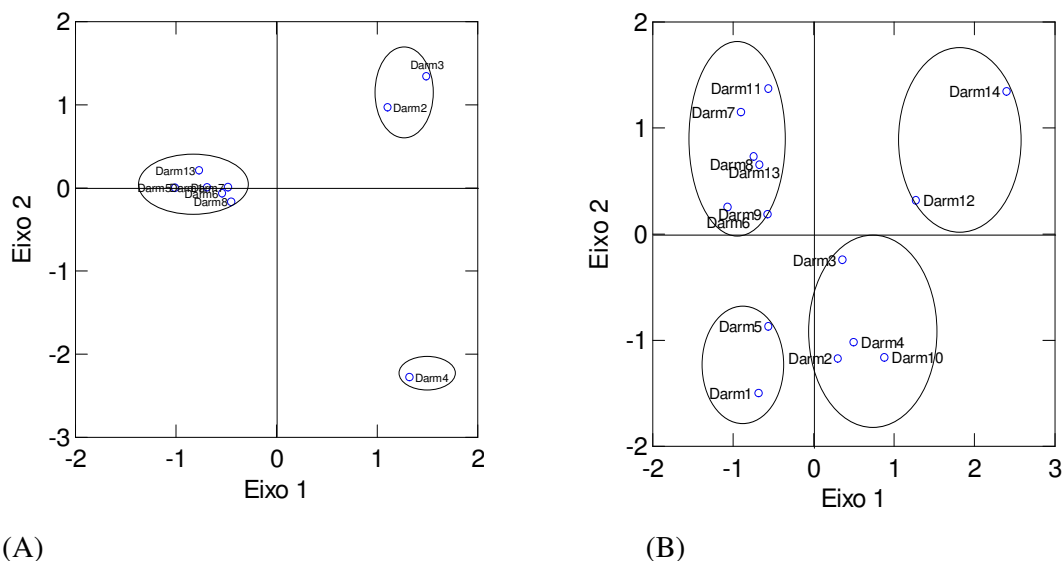 2
1
0
-1
-2
-3
Eixo 2
Darm3
Darm2
Darm13
Darm5
Darm7
Darm6
Darm8
Darm4
-2
-1
0
1
2
Eixo 1
(A)
2
1
0
-1
-2
Eixo 2
Darm11
Darm7
Darm8
Darm13
Darm9
Darm6
Darm14
Darm12
Darm3
Darm5
Darm4
Darm2
Darm10
Darm1
-2
-1
0
1
2
3
Eixo 1
(B)